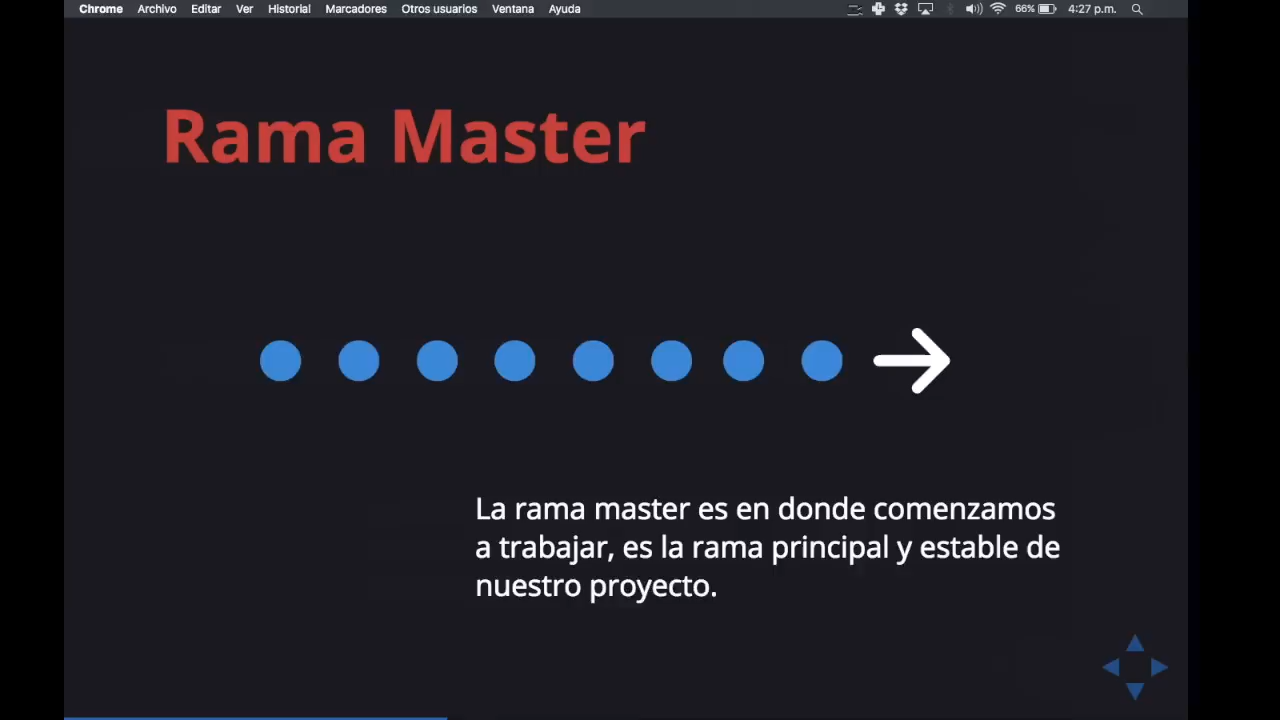 Chrome Archivo Editar Ver Historial Marcadores Otros usuarios Ventana Ayuda 66% 4:27 p.m.
Rama Master
La rama master es en donde comenzamos
a trabajar, es la rama principal y estable de
nuestro proyecto.